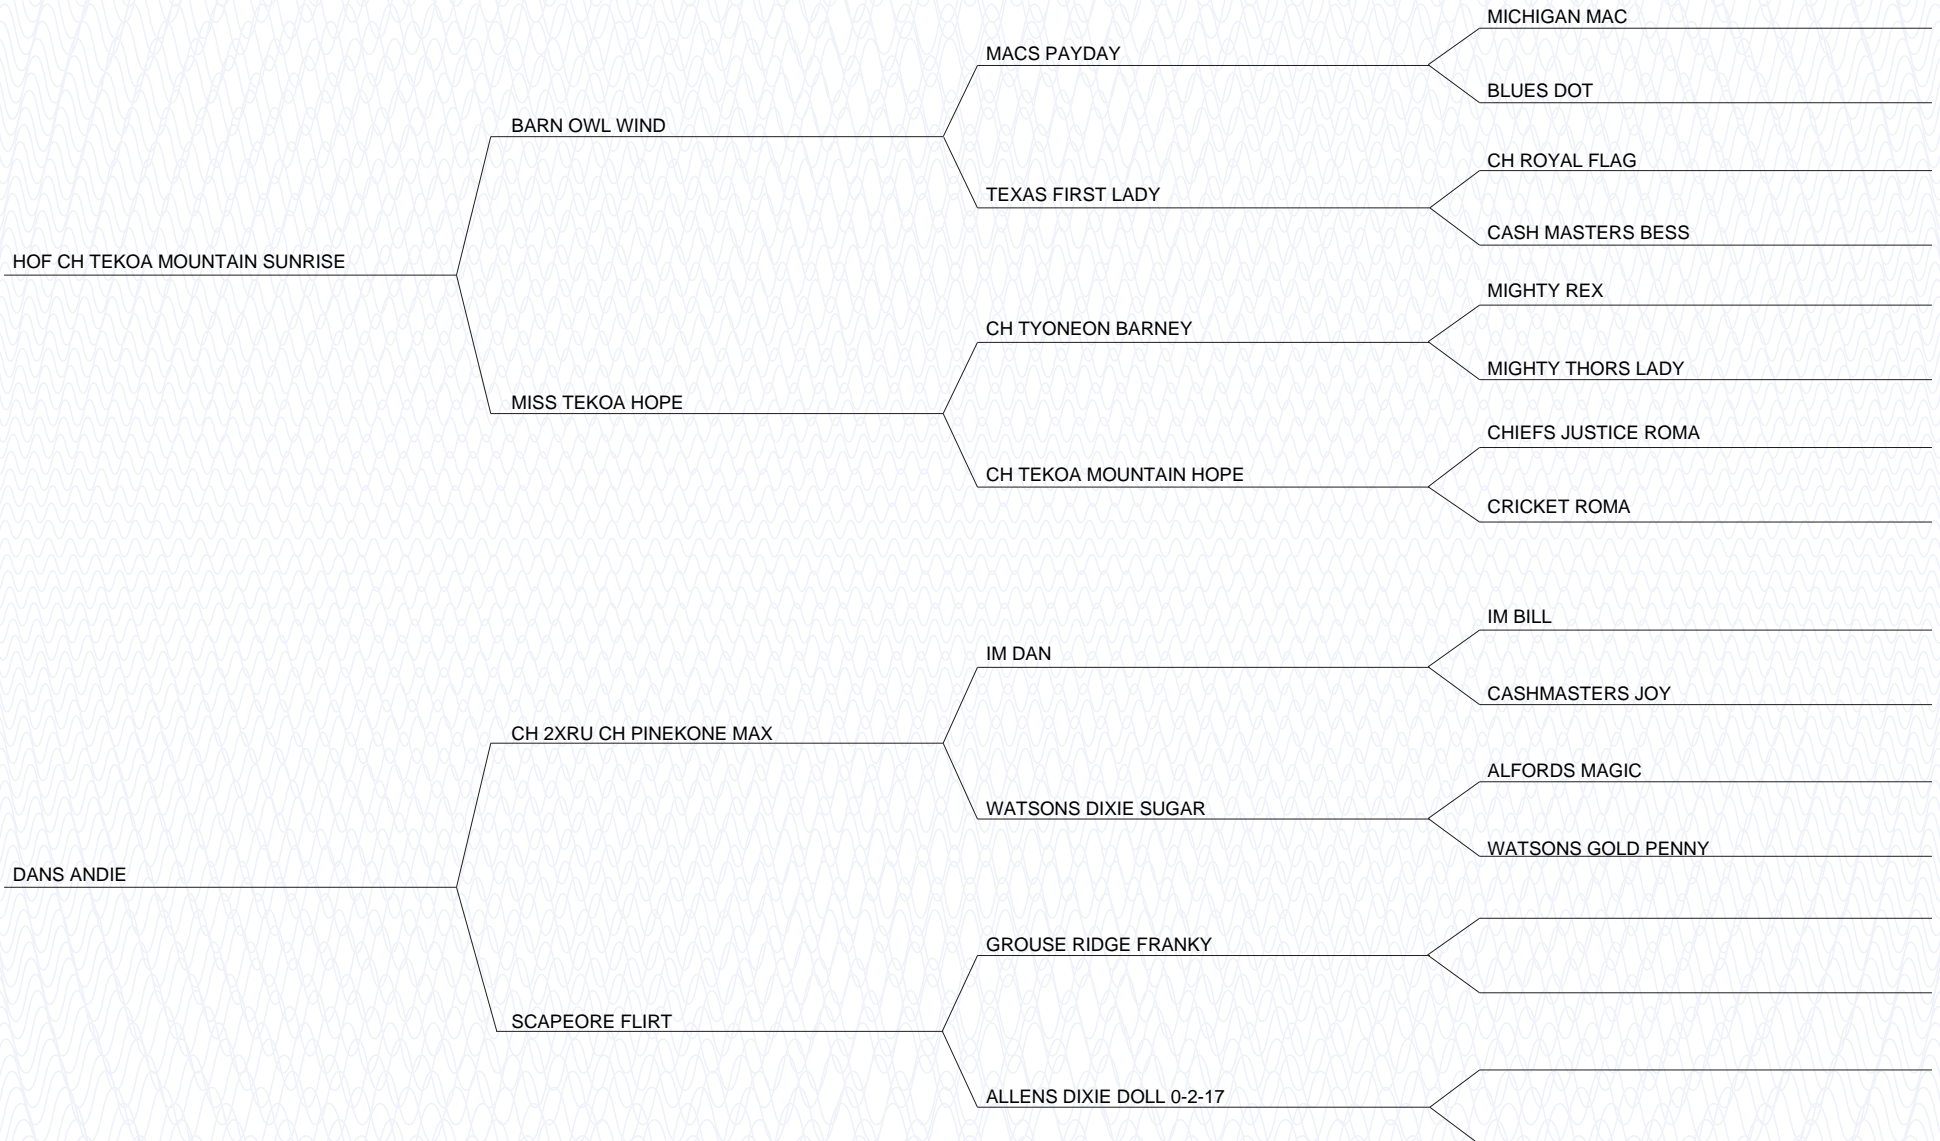 MICHIGAN MAC
MACS PAYDAY
BLUES DOT
BARN OWL WIND
CH ROYAL FLAG
TEXAS FIRST LADY
CASH MASTERS BESS
HOF CH TEKOA MOUNTAIN SUNRISE
MIGHTY REX
CH TYONEON BARNEY
MIGHTY THORS LADY
MISS TEKOA HOPE
CHIEFS JUSTICE ROMA
CH TEKOA MOUNTAIN HOPE
CRICKET ROMA
IM BILL
IM DAN
CASHMASTERS JOY
CH 2XRU CH PINEKONE MAX
ALFORDS MAGIC
WATSONS DIXIE SUGAR
WATSONS GOLD PENNY
DANS ANDIE
GROUSE RIDGE FRANKY
SCAPEORE FLIRT
ALLENS DIXIE DOLL 0-2-17